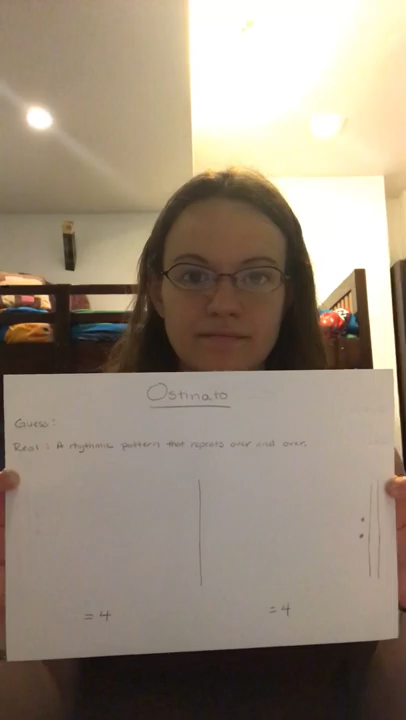 Ostinato
Guess:
Real: A rhythmic pattern that repeats over and over.
= 4 = 4